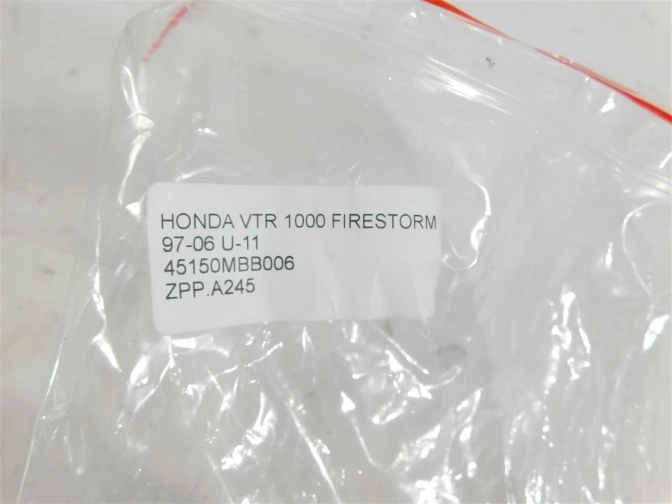 HONDA VTR 1000 FIRESTORM
97-06 U-11
45150MBB006
ZPP.A245